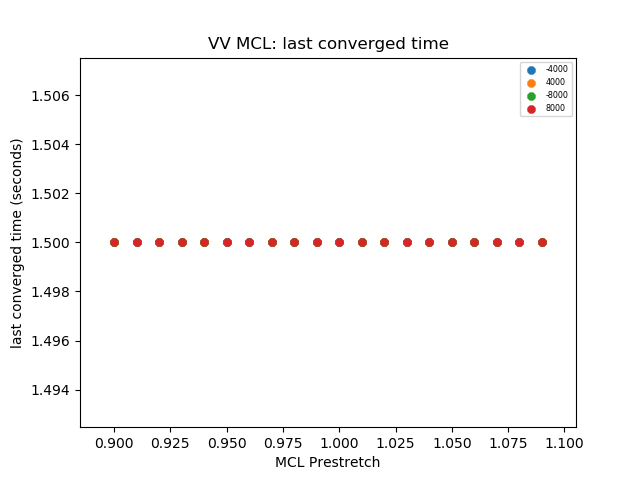 VV MCL: last converged time
-4000
4000
-8000
8000
1.506
1.504
1.502
1.500
1.498
1.496
1.494
last converged time (seconds)
0.900 0.925 0.950 0.975 1.000 1.025 1.050 1.075 1.100
MCL Prestretch